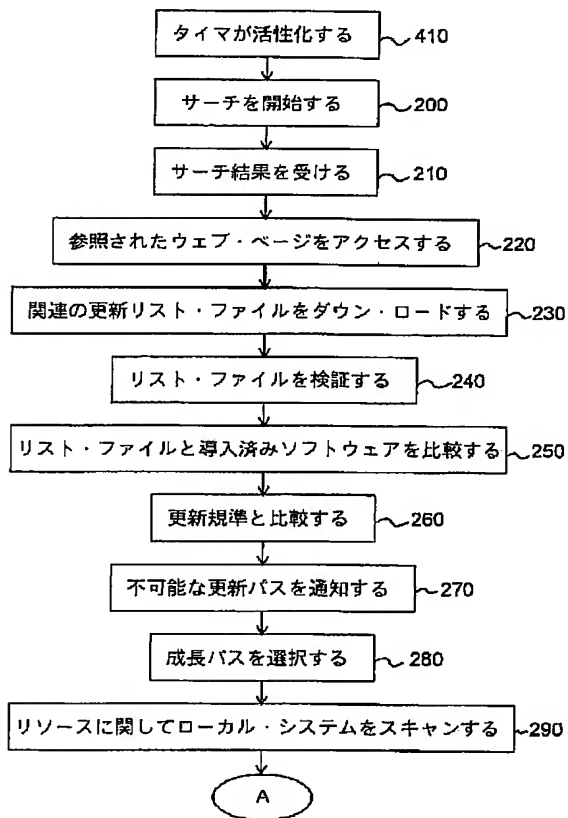 タイマが活性化する 410
サーチを開始する 200
サーチ結果を受ける 210
参照されたウェブ・ページをアクセスする 220
関連の更新リスト・ファイルをダウン・ロードする 230
リスト・ファイルを検証する 240
リスト・ファイルと導入済みソフトウェアを比較する 250
更新規準と比較する 260
不可能な更新パスを通知する 270
成長パスを選択する 280
リソースに関してローカル・システムをスキャンする 290
A